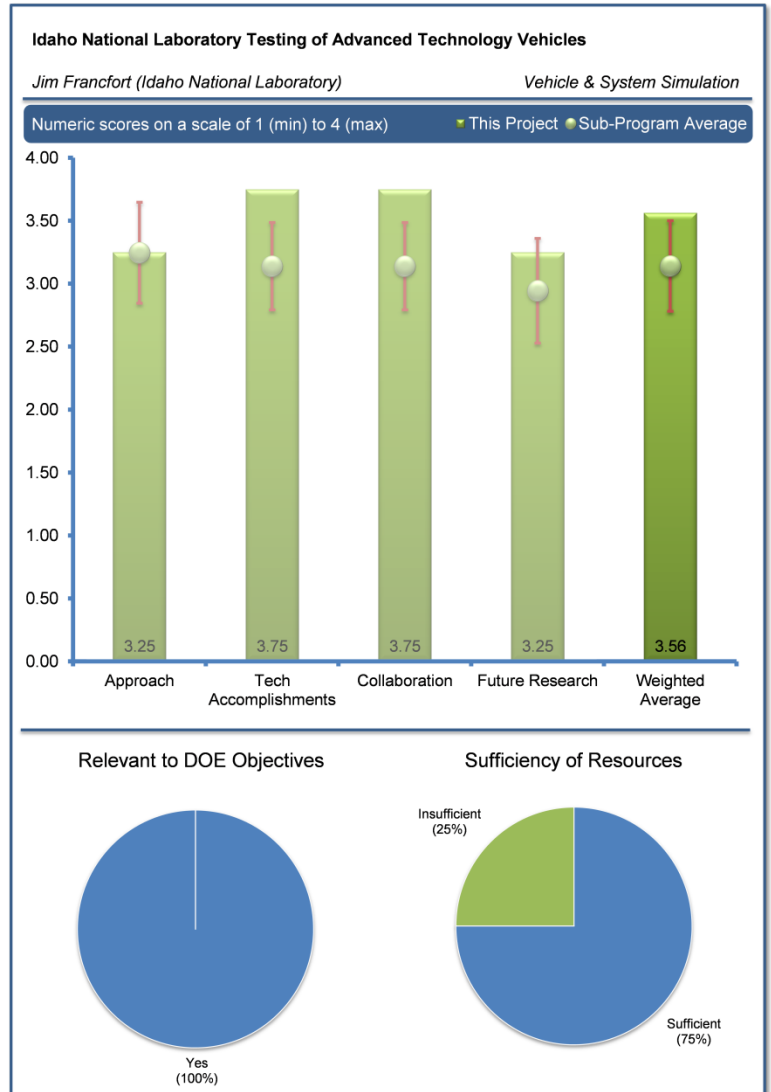 Idaho National Laboratory Testing of Advanced Technology Vehicles
Jim Francfort (Idaho National Laboratory) Vehicle & System Simulation
Numeric scores on a scale of 1 (min) to 4 (max) This Project Sub-Program Average
4.00
3.50
3.00
2.50
2.00
1.50
1.00
0.50
0.00
3.25 3.75 3.75 3.25 3.56
Approach Tech Collaboration Future Research Weighted
Accomplishments Average
Relevant to DOE Objectives Sufficiency of Resources
Insufficient
(25%)
Sufficient
(75%)
Yes
(100%)